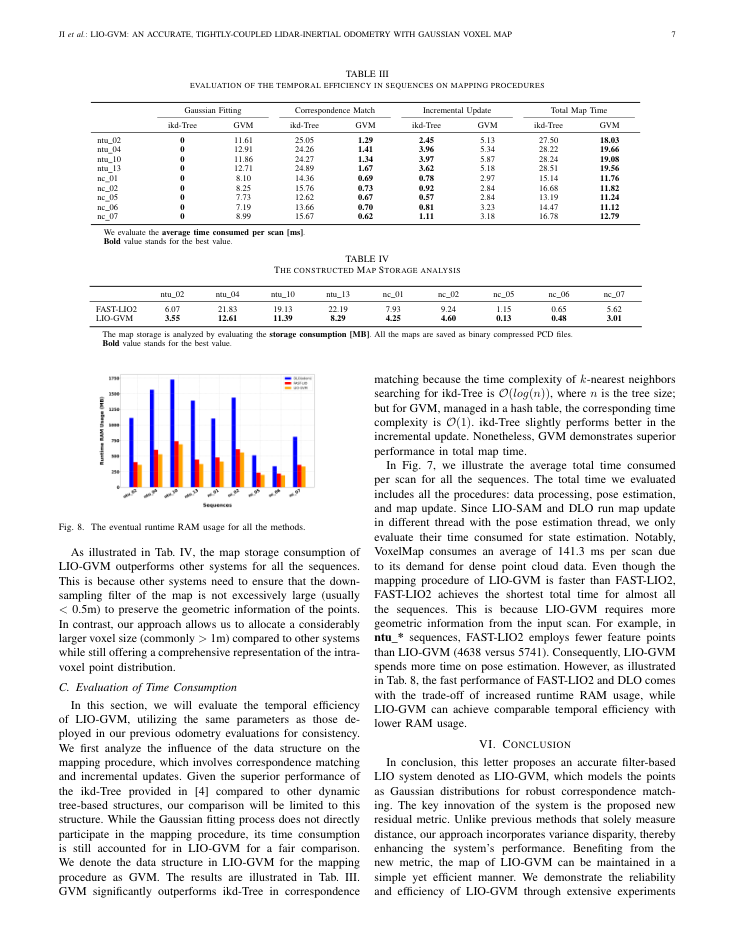 JI et al.: LIO-GVM: AN ACCURATE, TIGHTLY-COUPLED LIDAR-INERTIAL ODOMETRY WITH GAUSSIAN VOXEL MAP 7
TABLE III
EVALUATION OF THE TEMPORAL EFFICIENCY IN SEQUENCES ON MAPPING PROCEDURES
Gaussian Fitting Correspondence Match Incremental Update Total Map Time
ikd-Tree GVM ikd-Tree GVM ikd-Tree GVM ikd-Tree GVM
ntu_02 0 11.61 25.05 1.29 2.45 5.13 27.50 18.03
ntu_04 0 12.91 24.26 1.41 3.96 5.34 28.22 19.66
ntu_10 0 11.86 24.27 1.34 3.97 5.87 28.24 19.08
ntu_13 0 12.71 24.89 1.67 3.62 5.18 28.51 19.56
nc_01 0 8.10 14.36 0.69 0.78 2.97 15.14 11.76
nc_02 0 8.25 15.76 0.73 0.92 2.84 16.68 11.82
nc_05 0 7.73 12.62 0.67 0.57 2.84 13.19 11.24
nc_06 0 7.19 13.66 0.70 0.81 3.23 14.47 11.12
nc_07 0 8.99 15.67 0.62 1.11 3.18 16.78 12.79
We evaluate the average time consumed per scan [ms].
Bold value stands for the best value.
TABLE IV
THE CONSTRUCTED MAP STORAGE ANALYSIS
ntu_02 ntu_04 ntu_10 ntu_13 nc_01 nc_02 nc_05 nc_06 nc_07
FAST-LIO2 6.07 21.83 19.13 22.19 7.93 9.24 1.15 0.65 5.62
LIO-GVM 3.55 12.61 11.39 8.29 4.25 4.60 0.13 0.48 3.01
The map storage is analyzed by evaluating the storage consumption [MB]. All the maps are saved as binary compressed PCD files.
Bold value stands for the best value.
Runtime RAM Usage (MB)
1750
1500
1250
1000
750
500
250
0
ntu_02 ntu_04 ntu_10 ntu_13 nc_01 nc_02 nc_05 nc_06 nc_07
Sequences
Fig. 8. The eventual runtime RAM usage for all the methods.
As illustrated in Tab. IV, the map storage consumption of
LIO-GVM outperforms other systems for all the sequences.
This is because other systems need to ensure that the down-
sampling filter of the map is not excessively large (usually
< 0.5m) to preserve the geometric information of the points.
In contrast, our approach allows us to allocate a considerably
larger voxel size (commonly > 1m) compared to other systems
while still offering a comprehensive representation of the intra-
voxel point distribution.
C. Evaluation of Time Consumption
In this section, we will evaluate the temporal efficiency
of LIO-GVM, utilizing the same parameters as those de-
ployed in our previous odometry evaluations for consistency.
We first analyze the influence of the data structure on the
mapping procedure, which involves correspondence matching
and incremental updates. Given the superior performance of
the ikd-Tree provided in [4] compared to other dynamic
tree-based structures, our comparison will be limited to this
structure. While the Gaussian fitting process does not directly
participate in the mapping procedure, its time consumption
is still accounted for in LIO-GVM for a fair comparison.
We denote the data structure in LIO-GVM for the mapping
procedure as GVM. The results are illustrated in Tab. III.
GVM significantly outperforms ikd-Tree in correspondence
matching because the time complexity of k-nearest neighbors
searching for ikd-Tree is O(log(n)), where n is the tree size;
but for GVM, managed in a hash table, the corresponding time
complexity is O(1). ikd-Tree slightly performs better in the
incremental update. Nonetheless, GVM demonstrates superior
performance in total map time.
In Fig. 7, we illustrate the average total time consumed
per scan for all the sequences. The total time we evaluated
includes all the procedures: data processing, pose estimation,
and map update. Since LIO-SAM and DLO run map update
in different thread with the pose estimation thread, we only
evaluate their time consumed for state estimation. Notably,
VoxelMap consumes an average of 141.3 ms per scan due
to its demand for dense point cloud data. Even though the
mapping procedure of LIO-GVM is faster than FAST-LIO2,
FAST-LIO2 achieves the shortest total time for almost all
the sequences. This is because LIO-GVM requires more
geometric information from the input scan. For example, in
ntu_* sequences, FAST-LIO2 employs fewer feature points
than LIO-GVM (4638 versus 5741). Consequently, LIO-GVM
spends more time on pose estimation. However, as illustrated
in Tab. 8, the fast performance of FAST-LIO2 and DLO comes
with the trade-off of increased runtime RAM usage, while
LIO-GVM can achieve comparable temporal efficiency with
lower RAM usage.
VI. CONCLUSION
In conclusion, this letter proposes an accurate filter-based
LIO system denoted as LIO-GVM, which models the points
as Gaussian distributions for robust correspondence match-
ing. The key innovation of the system is the proposed new
residual metric. Unlike previous methods that solely measure
distance, our approach incorporates variance disparity, thereby
enhancing the system's performance. Benefiting from the
new metric, the map of LIO-GVM can be maintained in a
simple yet efficient manner. We demonstrate the reliability
and efficiency of LIO-GVM through extensive experiments